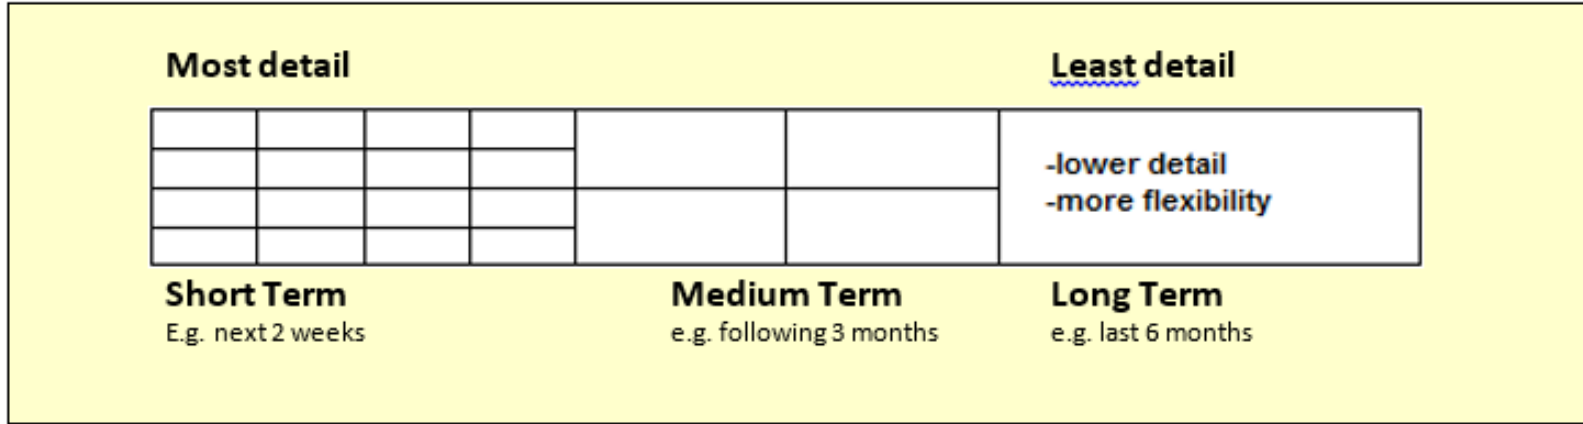 Most detail
Least detail
-lower detail
-more flexibility
Short Term
E.g. next 2 weeks
Medium Term
e.g. following 3 months
Long Term
e.g. last 6 months